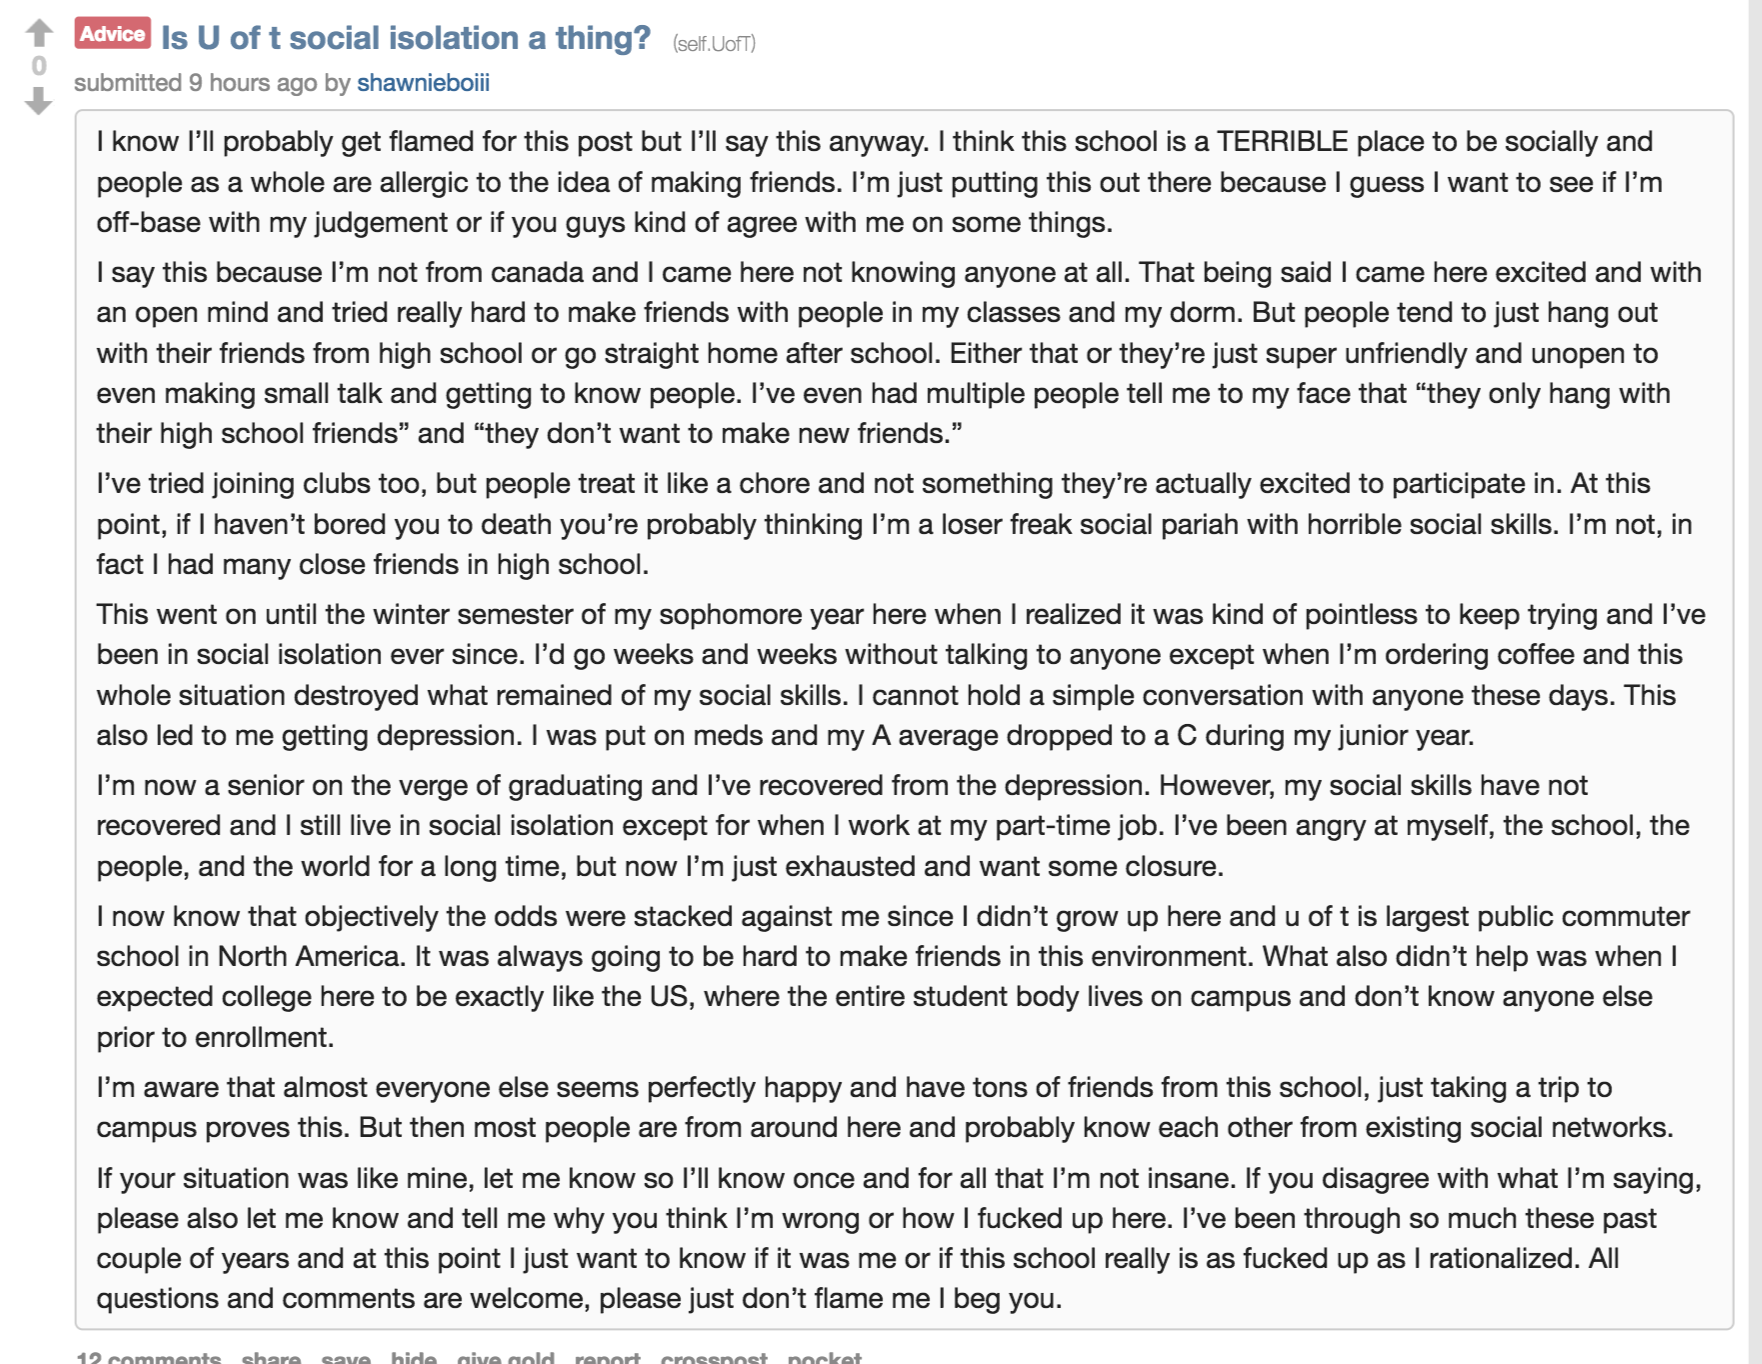 Advice Is U of t social isolation a thing? (self.UofT)
0
submitted 9 hours ago by shawnieboiii
I know I’ll probably get flamed for this post but I’ll say this anyway. I think this school is a TERRIBLE place to be socially and
people as a whole are allergic to the idea of making friends. I’m just putting this out there because I guess I want to see if I’m
off-base with my judgement or if you guys kind of agree with me on some things.
I say this because I’m not from canada and I came here not knowing anyone at all. That being said I came here excited and with
an open mind and tried really hard to make friends with people in my classes and my dorm. But people tend to just hang out
with their friends from high school or go straight home after school. Either that or they’re just super unfriendly and unopen to
even making small talk and getting to know people. I’ve even had multiple people tell me to my face that “they only hang with
their high school friends” and “they don’t want to make new friends.”
I’ve tried joining clubs too, but people treat it like a chore and not something they’re actually excited to participate in. At this
point, if I haven’t bored you to death you’re probably thinking I’m a loser freak social pariah with horrible social skills. I’m not, in
fact I had many close friends in high school.
This went on until the winter semester of my sophomore year here when I realized it was kind of pointless to keep trying and I’ve
been in social isolation ever since. I’d go weeks and weeks without talking to anyone except when I’m ordering coffee and this
whole situation destroyed what remained of my social skills. I cannot hold a simple conversation with anyone these days. This
also led to me getting depression. I was put on meds and my A average dropped to a C during my junior year.
I’m now a senior on the verge of graduating and I’ve recovered from the depression. However, my social skills have not
recovered and I still live in social isolation except for when I work at my part-time job. I’ve been angry at myself, the school, the
people, and the world for a long time, but now I’m just exhausted and want some closure.
I now know that objectively the odds were stacked against me since I didn’t grow up here and u of t is largest public commuter
school in North America. It was always going to be hard to make friends in this environment. What also didn’t help was when I
expected college here to be exactly like the US, where the entire student body lives on campus and don’t know anyone else
prior to enrollment.
I’m aware that almost everyone else seems perfectly happy and have tons of friends from this school, just taking a trip to
campus proves this. But then most people are from around here and probably know each other from existing social networks.
If your situation was like mine, let me know so I’ll know once and for all that I’m not insane. If you disagree with what I’m saying,
please also let me know and tell me why you think I’m wrong or how I fucked up here. I’ve been through so much these past
couple of years and at this point I just want to know if it was me or if this school really is as fucked up as I rationalized. All
questions and comments are welcome, please just don’t flame me I beg you.
12 comments share save hide give gold report crosspost pocket